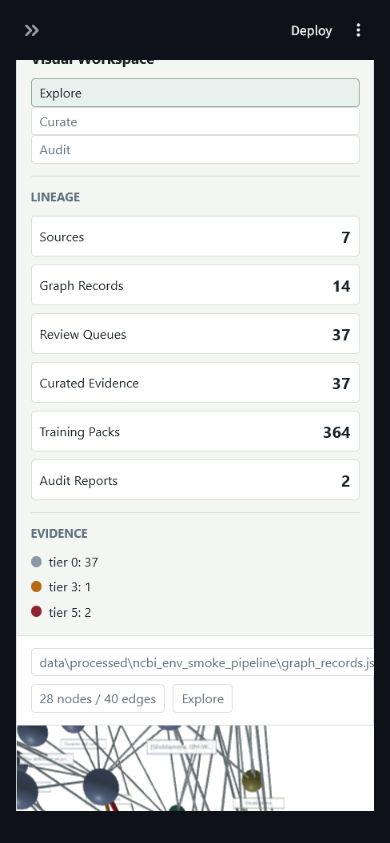 Deploy
Visual Workspace
Explore
Curate
Audit
LINEAGE
Sources 7
Graph Records 14
Review Queues 37
Curated Evidence 37
Training Packs 364
Audit Reports 2
EVIDENCE
tier 0: 37
tier 3: 1
tier 5: 2
data\processed\ncbi_env_smoke_pipeline\graph_records.js
28 nodes / 40 edges Explore